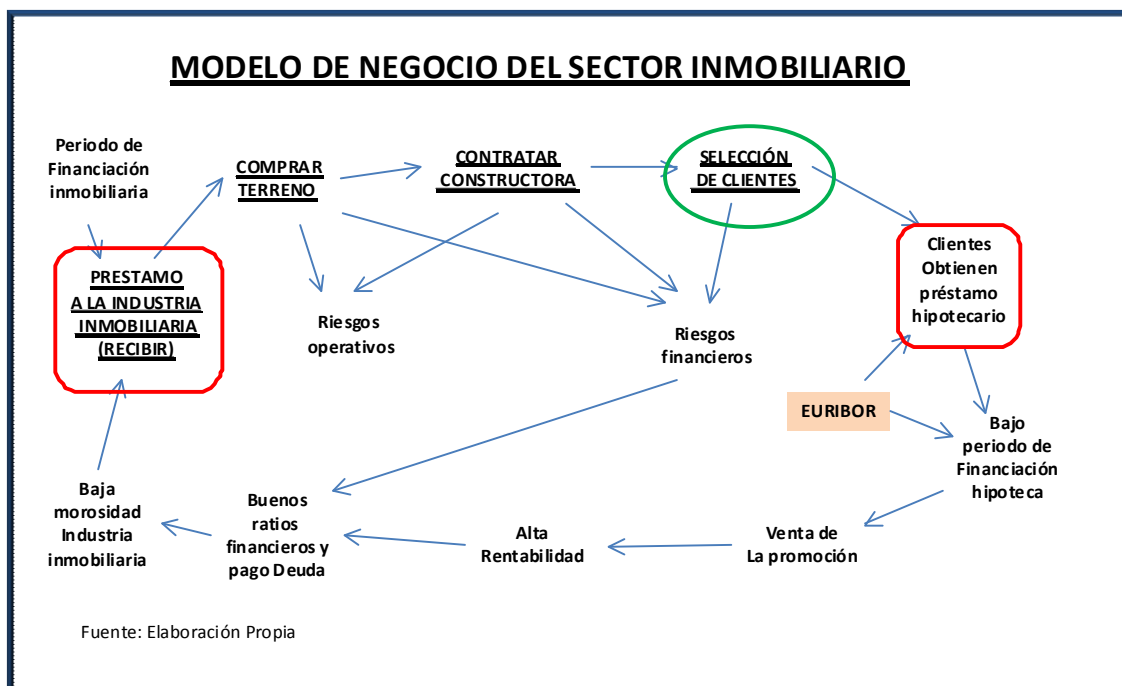 MODELO DE NEGOCIO DEL SECTOR INMOBILIARIO
Periodo de
Financiación
inmobiliaria
COMPRAR
TERRENO
CONTRATAR
CONSTRUCTORA
SELECCIÓN
DE CLIENTES
Clientes
Obtienen
préstamo
hipotecario
PRESTAMO
A LA INDUSTRIA
INMOBILIARIA
(RECIBIR)
Riesgos
operativos
Riesgos
financieros
EURIBOR
Bajo
periodo de
Financiación
hipoteca
Baja
morosidad
Industria
inmobiliaria
Buenos
ratios
financieros y
pago Deuda
Alta
Rentabilidad
Venta de
La promoción
Fuente: Elaboración Propia